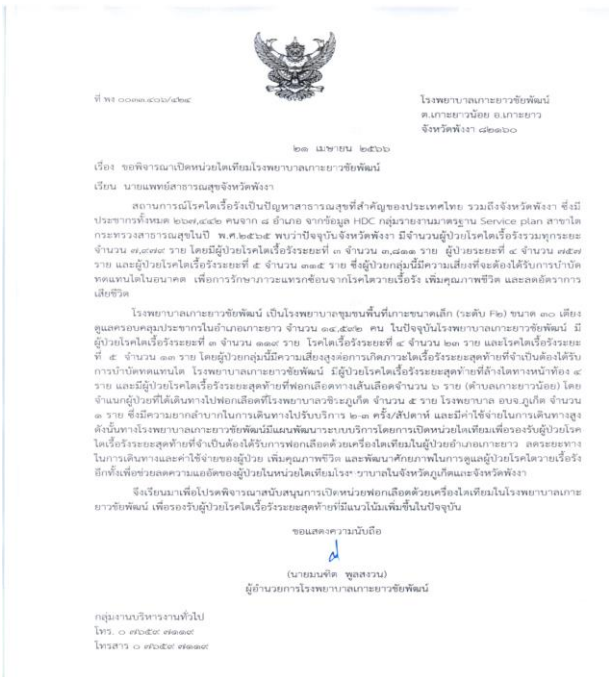 ที่ พง ๐๐๓๓.๔๐๖/๔๒๔
โรงพยาบาลเกาะยาวชัยพัฒน์
ต.เกาะยาวน้อย อ.เกาะยาว
จังหวัดพังงา ๘๒๑๖๐
๒๑ เมษายน ๒๕๖๖
เรื่อง ขอพิจารณาเปิดหน่วยไตเทียมโรงพยาบาลเกาะยาวชัยพัฒน์
เรียน นายแพทย์สาธารณสุขจังหวัดพังงา
สถานการณ์โรคไตเรื้อรังเป็นปัญหาสาธารณสุขที่สำคัญของประเทศไทย รวมถึงจังหวัดพังงา ซึ่งมี
ประชากรทั้งหมด ๒๖๗,๔๔๒ คนจาก ๘ อำเภอ จากข้อมูล HDC กลุ่มรายงานมาตรฐาน Service plan สาขาไต
กระทรวงสาธารณสุขในปี พ.ศ.๒๕๖๕ พบว่าปัจจุบันจังหวัดพังงา มีจำนวนผู้ป่วยโรคไตเรื้อรังรวมทุกระยะ
จำนวน ๗,๙๗๙ ราย โดยมีผู้ป่วยโรคไตเรื้อรังระยะที่ ๓ จำนวน ๓,๘๑๑ ราย ผู้ป่วยระยะที่ ๔ จำนวน ๗๕๗
ราย และผู้ป่วยโรคไตเรื้อรังระยะที่ ๕ จำนวน ๓๑๕ ราย ซึ่งผู้ป่วยกลุ่มนี้มีความเสี่ยงที่จะต้องได้รับการบำบัด
ทดแทนไตในอนาคต เพื่อการรักษาภาวะแทรกซ้อนจากโรคไตวายเรื้อรัง เพิ่มคุณภาพชีวิต และลดอัตราการ
เสียชีวิต
โรงพยาบาลเกาะยาวชัยพัฒน์ เป็นโรงพยาบาลชุมชนพื้นที่เกาะขนาดเล็ก (ระดับ F๒) ขนาด ๓๐ เตียง
ดูแลครอบคลุมประชากรในอำเภอเกาะยาว จำนวน ๑๔,๕๙๒ คน ในปัจจุบันโรงพยาบาลเกาะยาวชัยพัฒน์ มี
ผู้ป่วยโรคไตเรื้อรังระยะที่ ๓ จำนวน ๑๑๙ ราย โรคไตเรื้อรังระยะที่ ๔ จำนวน ๒๓ ราย และโรคไตเรื้อรังระยะ
ที่ ๕ จำนวน ๑๓ ราย โดยผู้ป่วยกลุ่มนี้มีความเสี่ยงสูงต่อการเกิดภาวะไตเรื้อรังระยะสุดท้ายที่จำเป็นต้องได้รับ
การบำบัดทดแทนไต โรงพยาบาลเกาะยาวชัยพัฒน์ มีผู้ป่วยโรคไตเรื้อรังระยะสุดท้ายที่ล้างไตทางหน้าท้อง ๔
ราย และมีผู้ป่วยโรคไตเรื้อรังระยะสุดท้ายที่ฟอกเลือดทางเส้นเลือดจำนวน ๖ ราย (ตำบลเกาะยาวน้อย) โดย
จำแนกผู้ป่วยที่ได้เดินทางไปฟอกเลือดที่โรงพยาบาลวชิระภูเก็ต จำนวน ๕ ราย โรงพยาบาล อบจ.ภูเก็ต จำนวน
๑ ราย ซึ่งมีความยากลำบากในการเดินทางไปรับบริการ ๒-๓ ครั้ง/สัปดาห์ และมีค่าใช้จ่ายในการเดินทางสูง
ดังนั้นทางโรงพยาบาลเกาะยาวชัยพัฒน์มีแผนพัฒนาระบบบริการโดยการเปิดหน่วยไตเทียมเพื่อรองรับผู้ป่วยโรค
ไตเรื้อรังระยะสุดท้ายที่จำเป็นต้องได้รับการฟอกเลือดด้วยเครื่องไตเทียมในผู้ป่วยอำเภอเกาะยาว ลดระยะทาง
ในการเดินทางและค่าใช้จ่ายของผู้ป่วย เพิ่มคุณภาพชีวิต และพัฒนาศักยภาพในการดูแลผู้ป่วยโรคไตวายเรื้อรัง
อีกทั้งเพื่อช่วยลดความแออัดของผู้ป่วยในหน่วยไตเทียมโรงพยาบาลในจังหวัดภูเก็ตและจังหวัดพังงา
จึงเรียนมาเพื่อโปรดพิจารณาสนับสนุนการเปิดหน่วยฟอกเลือดด้วยเครื่องไตเทียมในโรงพยาบาลเกาะ
ยาวชัยพัฒน์ เพื่อรองรับผู้ป่วยโรคไตเรื้อรังระยะสุดท้ายที่มีแนวโน้มเพิ่มขึ้นในปัจจุบัน
ขอแสดงความนับถือ
(นายมนฑิต พูลสงวน)
ผู้อำนวยการโรงพยาบาลเกาะยาวชัยพัฒน์
กลุ่มงานบริหารงานทั่วไป
โทร. ๐ ๗๖๕๙ ๗๑๑๙
โทรสาร ๐ ๗๖๕๙ ๗๑๑๙